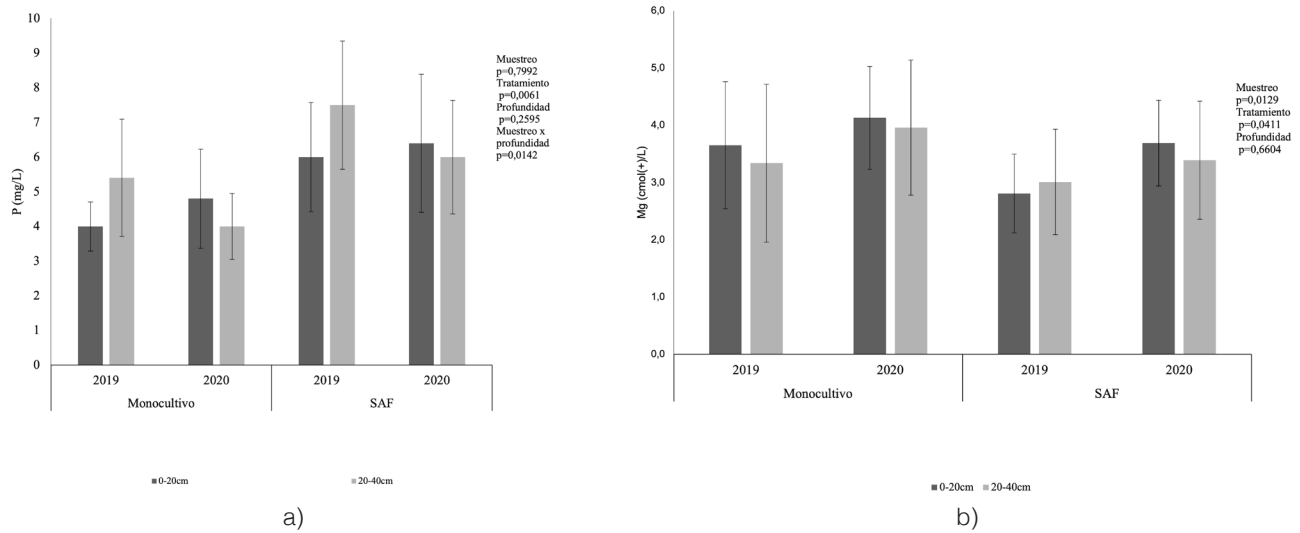 10
9
8
7
6
5
4
3
2
1
0
P (mg/L)
Muestreo
p=0,7992
Tratamiento
p=0,0061
Profundidad
p=0,2595
Muestreo x
profundidad
p=0,0142
2019 2020 2019 2020
Monocultivo SAF
0-20cm 20-40cm
a)
6,0
5,0
4,0
3,0
2,0
1,0
0,0
Mg (cmol(+)/L)
Muestreo
p=0,0129
Tratamiento
p=0,0411
Profundidad
p=0,6604
2019 2020 2019 2020
Monocultivo SAF
0-20cm 20-40cm
b)